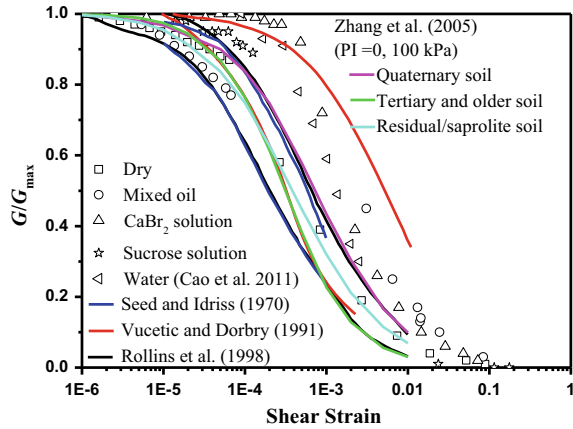 1.0
0.8
0.6
0.4
0.2
0.0
G/Gmax
Zhang et al. (2005)
(PI =0, 100 kPa)
Quaternary soil
Tertiary and older soil
Residual/saprolite soil
Dry
Mixed oil
CaBr2 solution
Sucrose solution
Water (Cao et al. 2011)
Seed and Idriss (1970)
Vucetic and Dorbry (1991)
Rollins et al. (1998)
1E-6 1E-5 1E-4 1E-3 0.01 0.1 1
Shear Strain